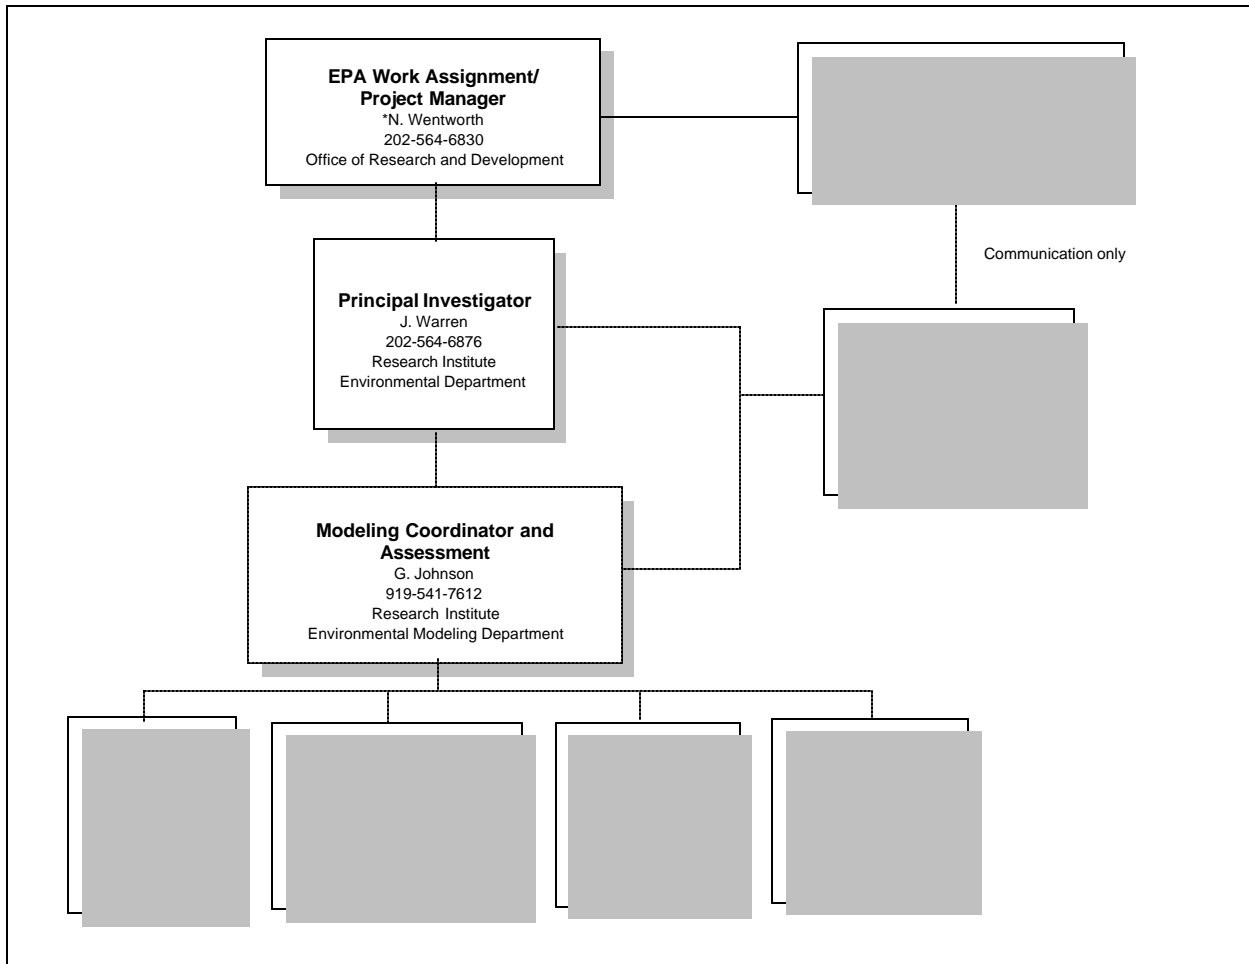 EPA Work Assignment/
Project Manager
*N. Wentworth
202-564-6830
Office of Research and Development
Communication only
Principal Investigator
J. Warren
202-564-6876
Research Institute
Environmental Department
Modeling Coordinator and
Assessment
G. Johnson
919-541-7612
Research Institute
Environmental Modeling Department